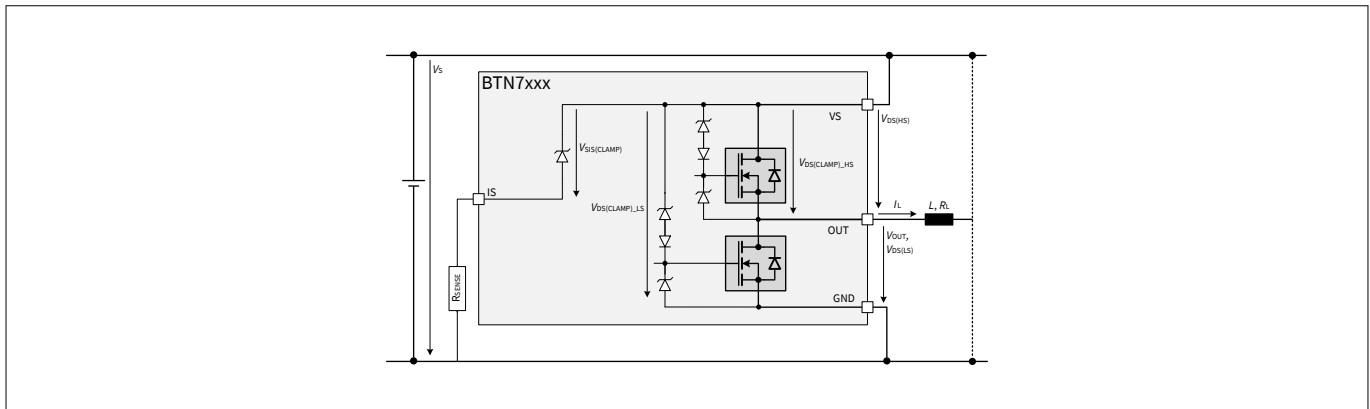 BTN7xxx
VS
VS
VDS(HS)
VSIS(CLAMP)
VDS(CLAMP)_HS
IS
VDS(CLAMP)_LS
IL
L, RL
OUT
VOUT,
VDS(LS)
RSENSE
GND